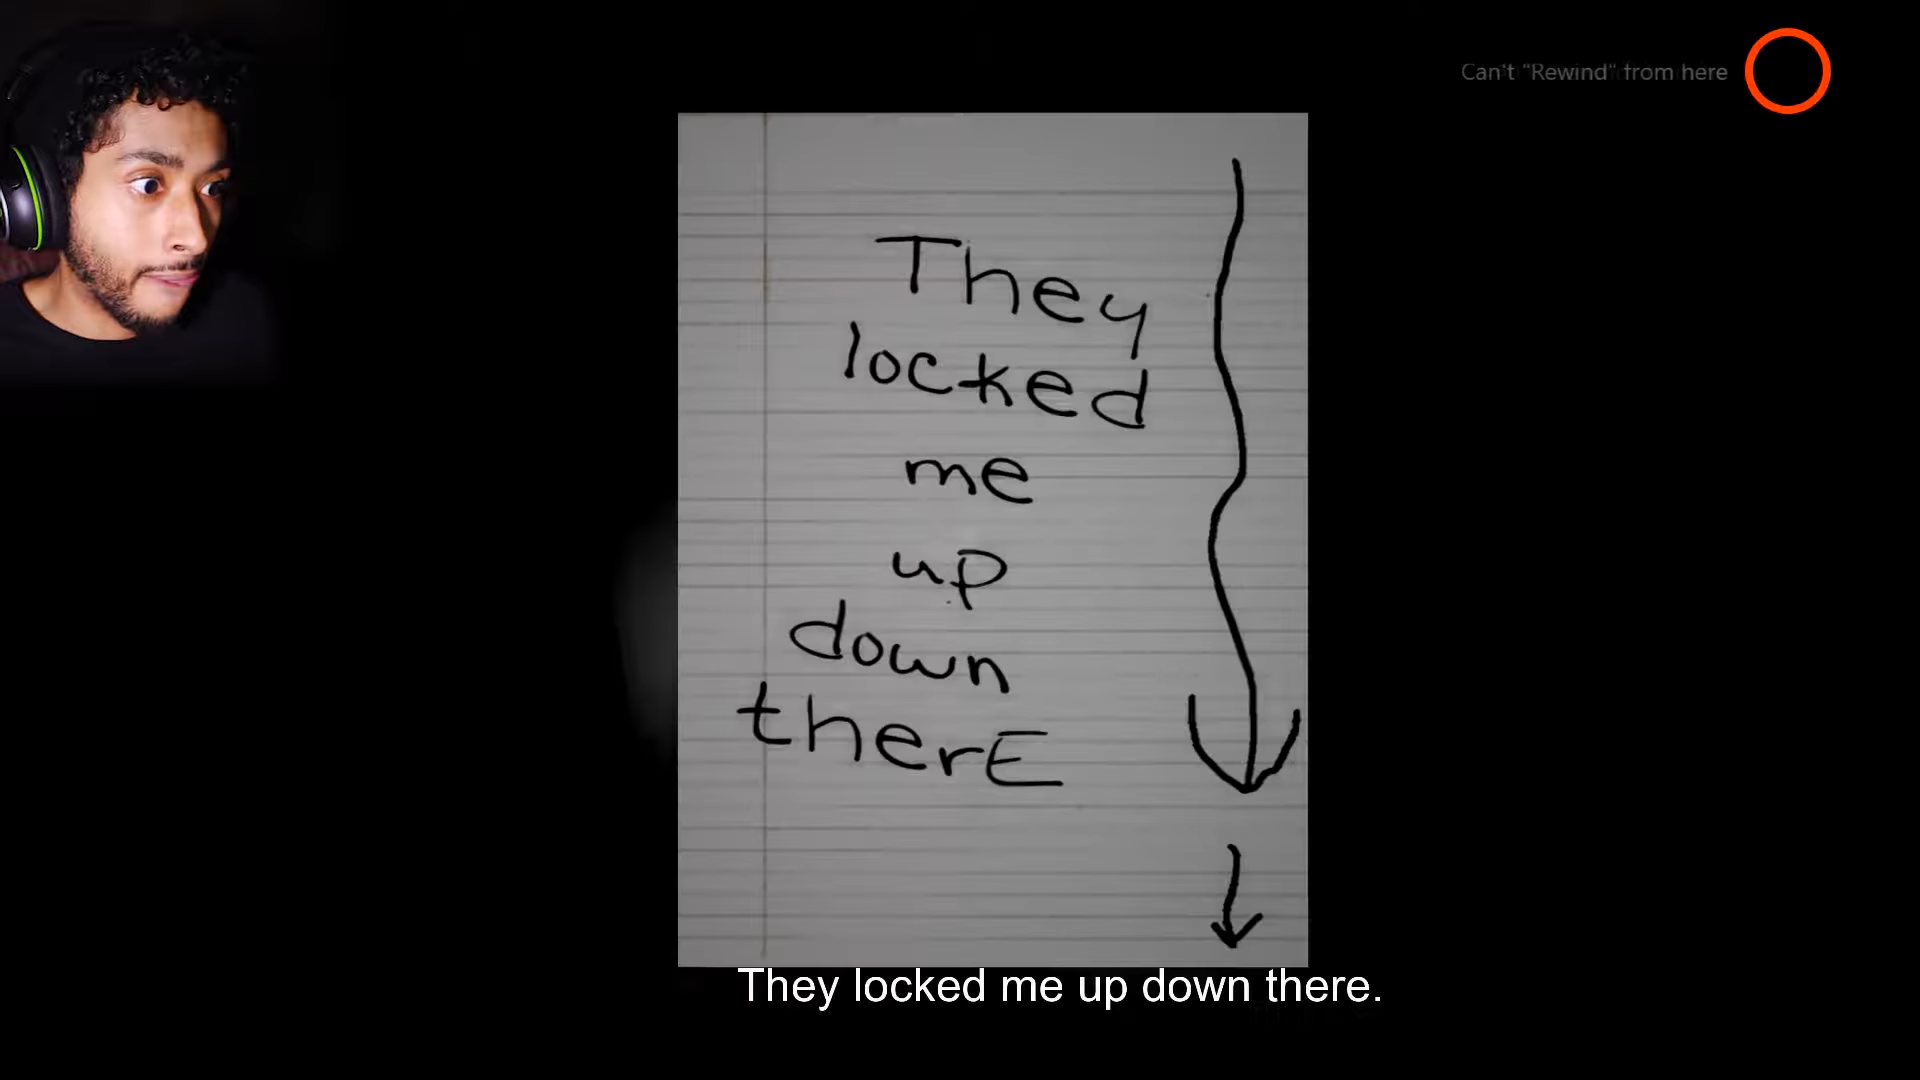 Can't "Rewind" from here
They
locked
me
up
down
therE
They locked me up down there.